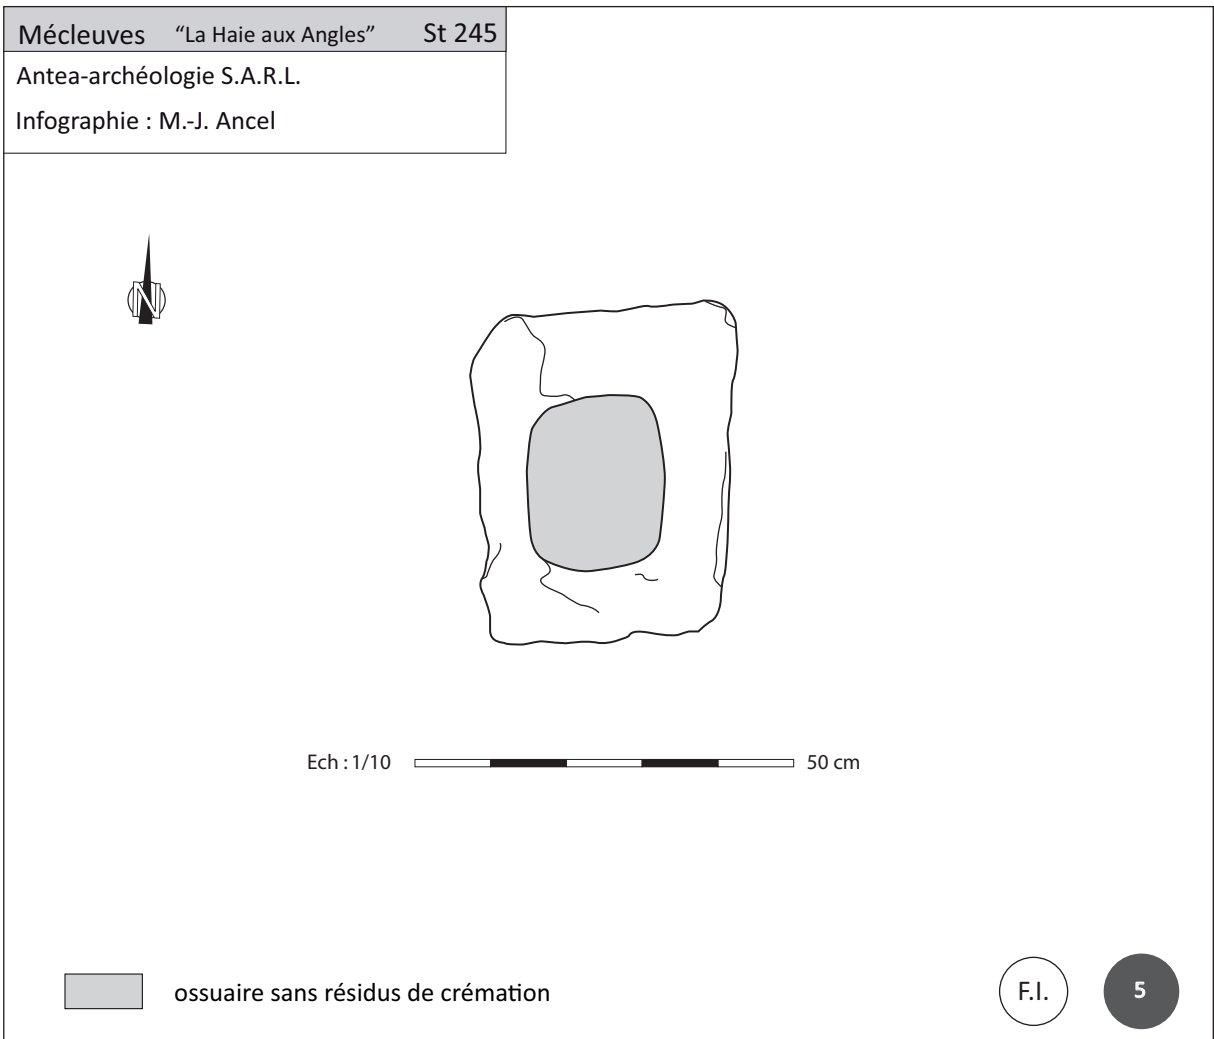 Mécleuves "La Haie aux Angles" St 245
Antea-archéologie S.A.R.L.
Infographie : M.-J. Ancel
N
Ech : 1/10 50 cm
ossuaire sans résidus de crémation
F.I. 5